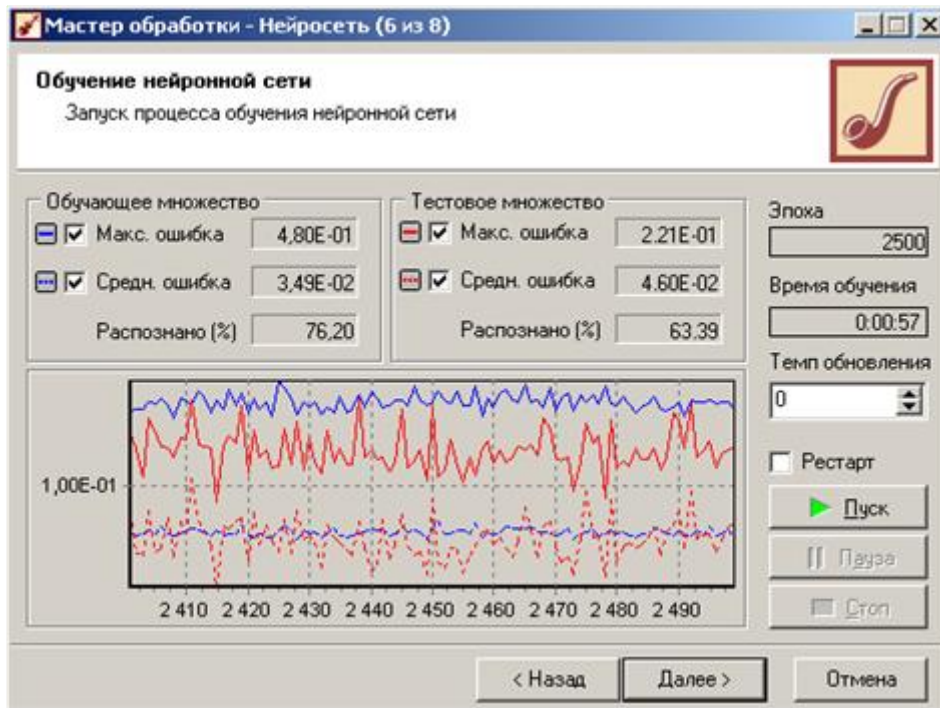 Мастер обработки - Нейросеть (6 из 8)
Обучение нейронной сети
Запуск процесса обучения нейронной сети
Обучающее множество
Макс. ошибка 4,80E-01
Средн. ошибка 3,49E-02
Распознано (%) 76,20
Тестовое множество
Макс. ошибка 2.21E-01
Средн. ошибка 4.60E-02
Распознано (%) 63.39
Эпоха
2500
Время обучения
0:00:57
Темп обновления
0
Рестарт
Пуск
Пауза
Стоп
1,00E-01
2 410 2 420 2 430 2 440 2 450 2 460 2 470 2 480 2 490
< Назад
Далее >
Отмена